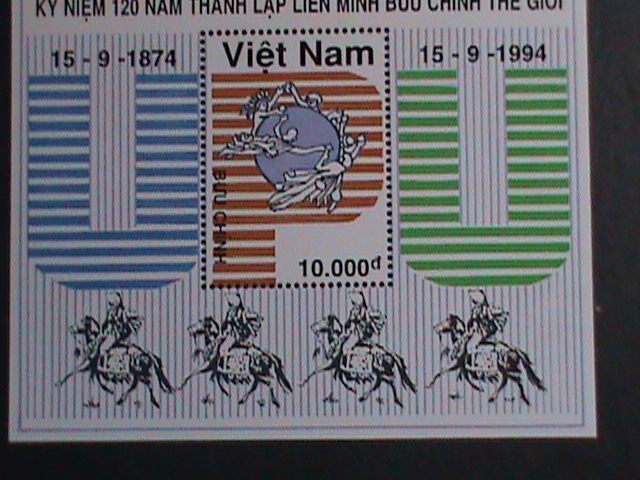 KỶ NIỆM 120 NĂM THÀNH LẬP LIÊN MINH BƯU CHÍNH THẾ GIỚI
15 - 9 - 1874
Việt Nam
15 - 9 - 1994
BƯU CHÍNH
10.000đ